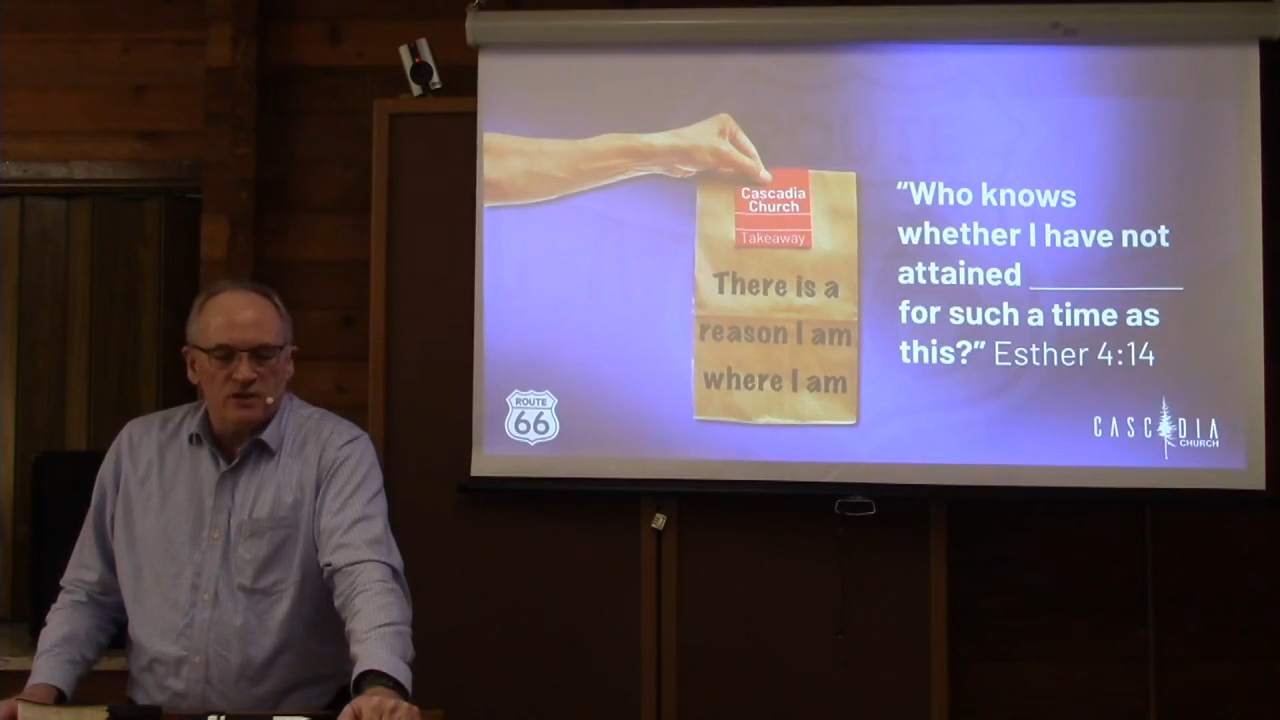 Cascadia
Church
Takeaway
There is a
reason I am
where I am
“Who knows
whether I have not
attained ____________
for such a time as
this?” Esther 4:14
ROUTE
66
CASCADIA
CHURCH